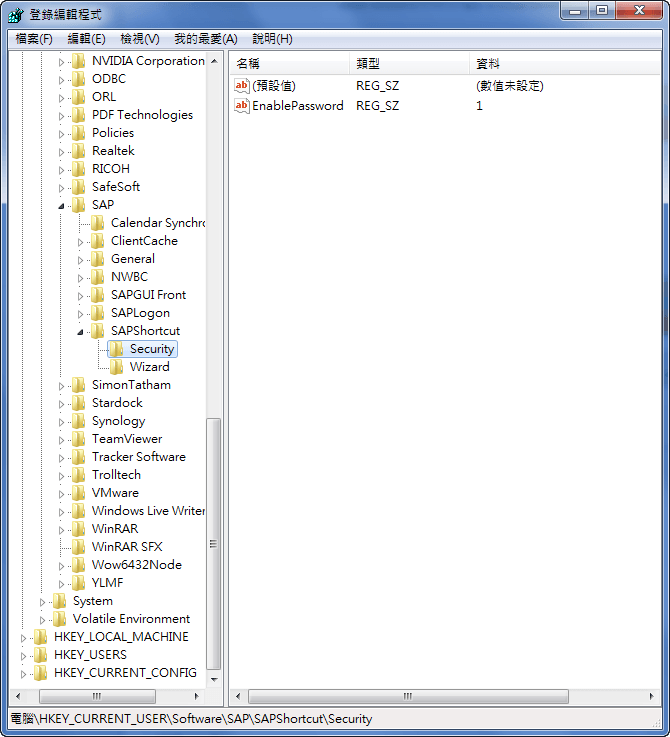 登錄編輯程式
檔案(F) 編輯(E) 檢視(V) 我的最愛(A) 說明(H)
NVIDIA Corporation
ODBC
ORL
PDF Technologies
Policies
Realtek
RICOH
SafeSoft
SAP
Calendar Synchro
ClientCache
General
NWBC
SAPGUI Front
SAPLogon
SAPShortcut
Security
Wizard
SimonTatham
Stardock
Synology
TeamViewer
Tracker Software
Trolltech
VMware
Windows Live Writer
WinRAR
WinRAR SFX
Wow6432Node
YLMF
System
Volatile Environment
HKEY_LOCAL_MACHINE
HKEY_USERS
HKEY_CURRENT_CONFIG
名稱 類型 資料
ab (預設值) REG_SZ (數值未設定)
ab EnablePassword REG_SZ 1
電腦\HKEY_CURRENT_USER\Software\SAP\SAPShortcut\Security